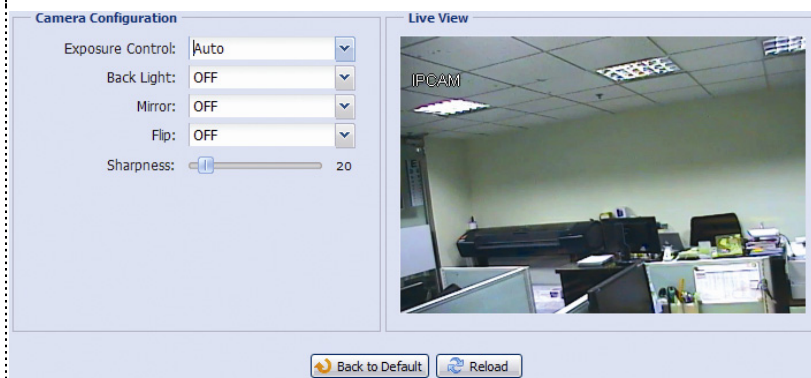 Camera Configuration
Exposure Control: Auto
Back Light: OFF
Mirror: OFF
Flip: OFF
Sharpness: 20
Live View
IPCAM
Back to Default
Reload